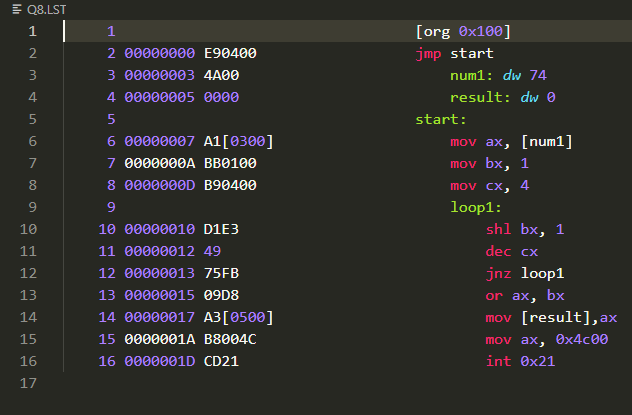 Q8.LST
1 1 [org 0x100]
2 2 00000000 E90400 jmp start
3 3 00000003 4A00 num1: dw 74
4 4 00000005 0000 result: dw 0
5 5 start:
6 6 00000007 A1[0300] mov ax, [num1]
7 7 0000000A BB0100 mov bx, 1
8 8 0000000D B90400 mov cx, 4
9 9 loop1:
10 10 00000010 D1E3 shl bx, 1
11 11 00000012 49 dec cx
12 12 00000013 75FB jnz loop1
13 13 00000015 09D8 or ax, bx
14 14 00000017 A3[0500] mov [result],ax
15 15 0000001A B8004C mov ax, 0x4c00
16 16 0000001D CD21 int 0x21
17